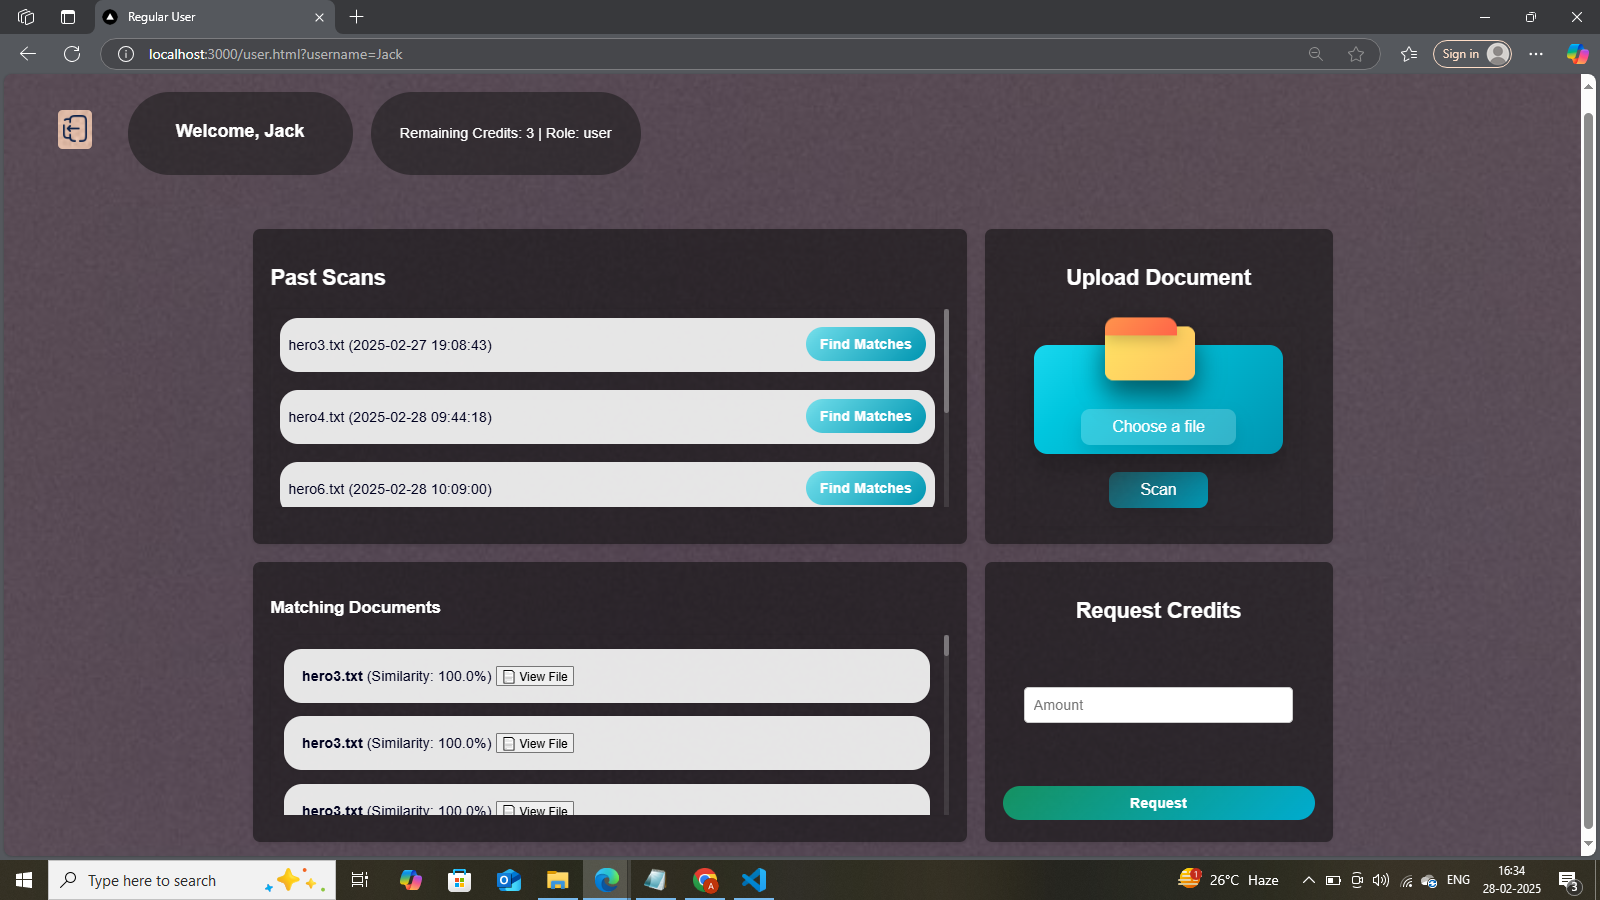 Regular User
localhost:3000/user.html?username=Jack
Sign in
Welcome, Jack
Remaining Credits: 3 | Role: user
Past Scans
hero3.txt (2025-02-27 19:08:43) Find Matches
hero4.txt (2025-02-28 09:44:18) Find Matches
hero6.txt (2025-02-28 10:09:00) Find Matches
Upload Document
Choose a file
Scan
Matching Documents
hero3.txt (Similarity: 100.0%) View File
hero3.txt (Similarity: 100.0%) View File
hero3.txt (Similarity: 100.0%) View File
Request Credits
Amount
Request
Type here to search
A
1
26°C Haze
ENG
16:34
28-02-2025
3